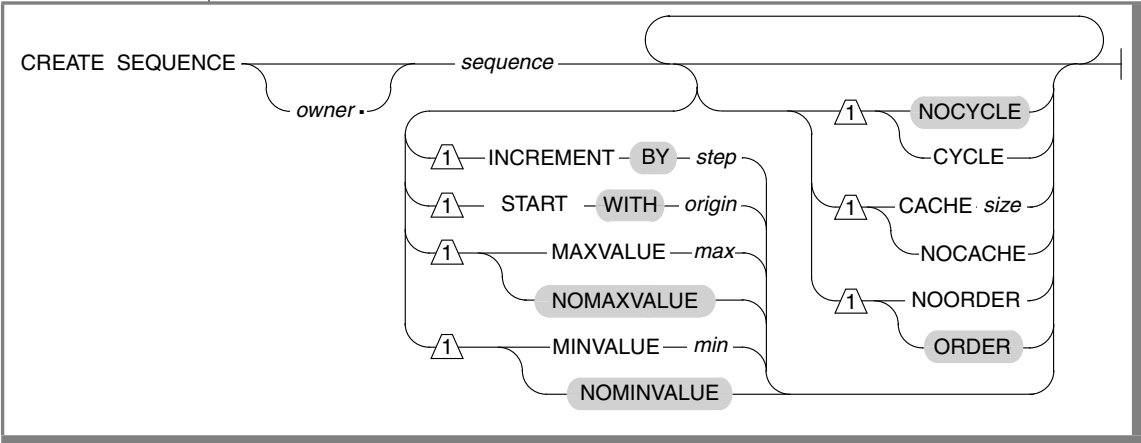 CREATE SEQUENCE
owner .
sequence
1 INCREMENT BY step
1 START WITH origin
1 MAXVALUE max
NOMAXVALUE
1 MINVALUE min
NOMINVALUE
1 NOCYCLE
CYCLE
1 CACHE size
NOCACHE
1 NOORDER
ORDER